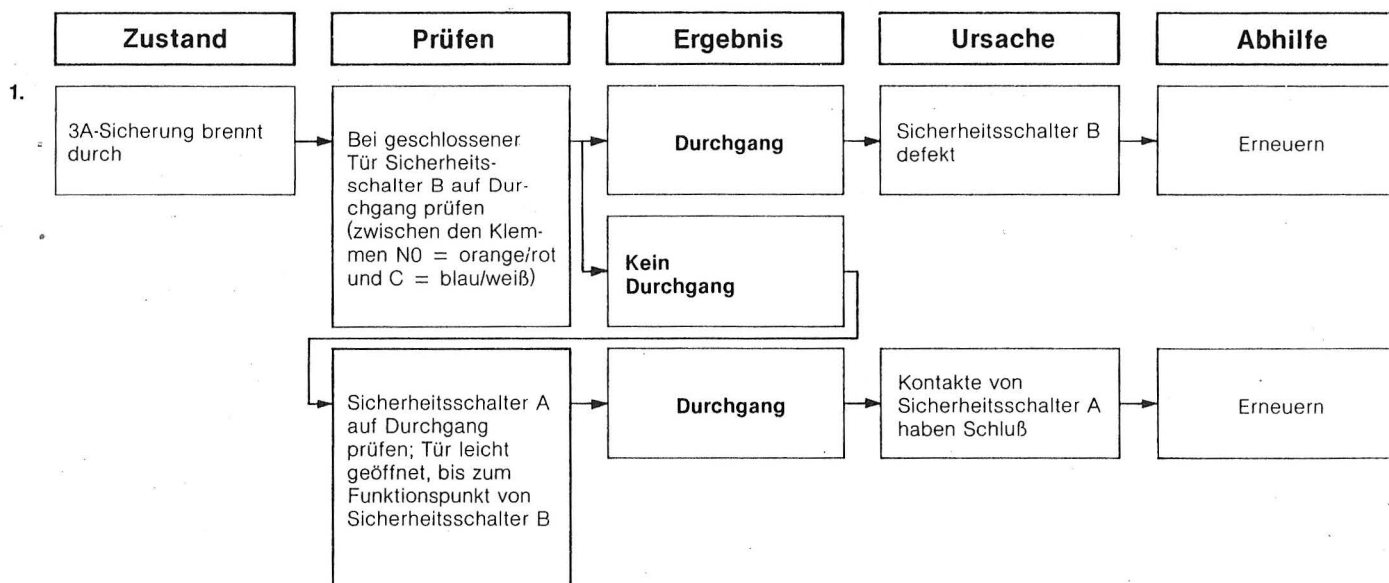 Zustand
Prüfen
Ergebnis
Ursache
Abhilfe
1.
3A-Sicherung brennt
durch
Bei geschlossener
Tür Sicherheits-
schalter B auf Dur-
chgang prüfen
(zwischen den Klem-
men N0 = orange/rot
und C = blau/weiß)
Durchgang
Sicherheitsschalter B
defekt
Erneuern
Kein
Durchgang
Sicherheitsschalter A
auf Durchgang
prüfen; Tür leicht
geöffnet, bis zum
Funktionspunkt von
Sicherheitsschalter B
Durchgang
Kontakte von
Sicherheitsschalter A
haben Schluß
Erneuern